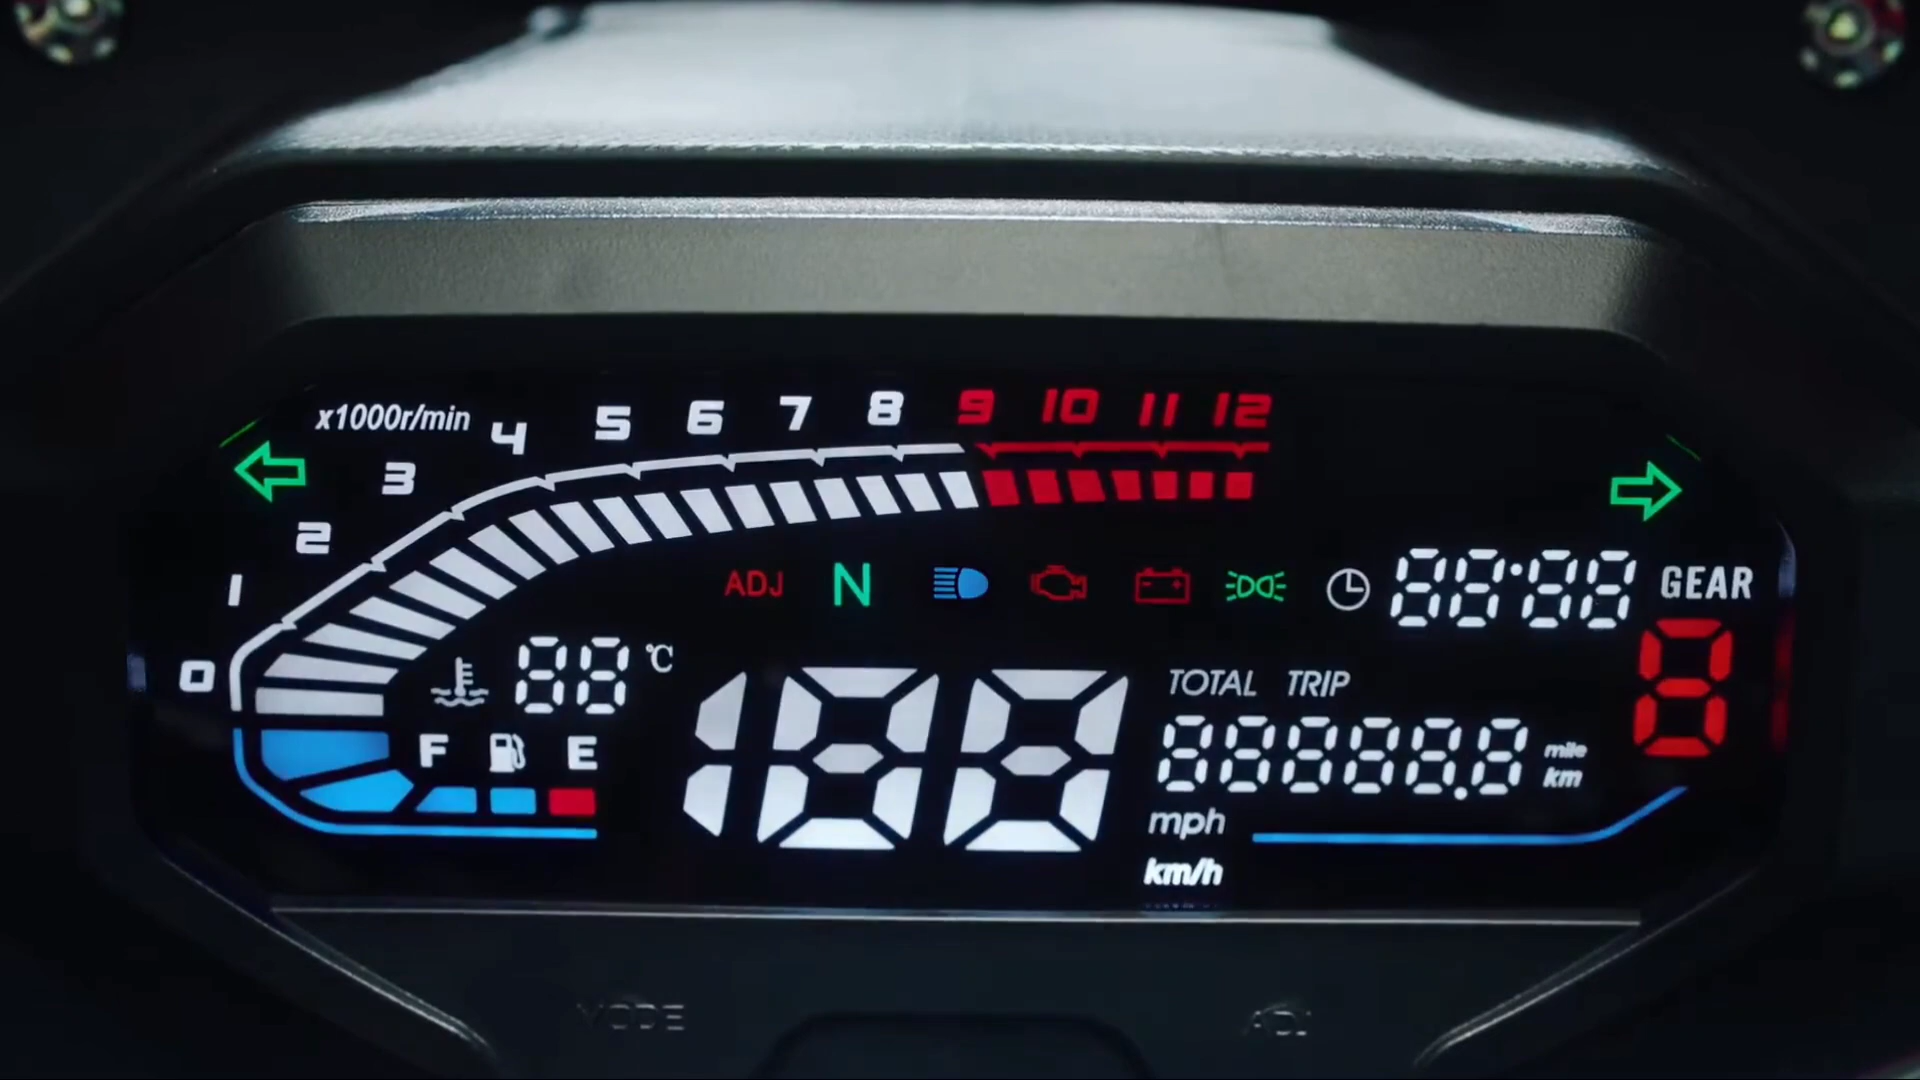 x1000r/min
0 1 2 3 4 5 6 7 8 9 10 11 12
ADJ N 88:88 GEAR
88 °C 8
TOTAL TRIP
F E 188 888888.8 mile
km
mph
km/h
MODE ADJ